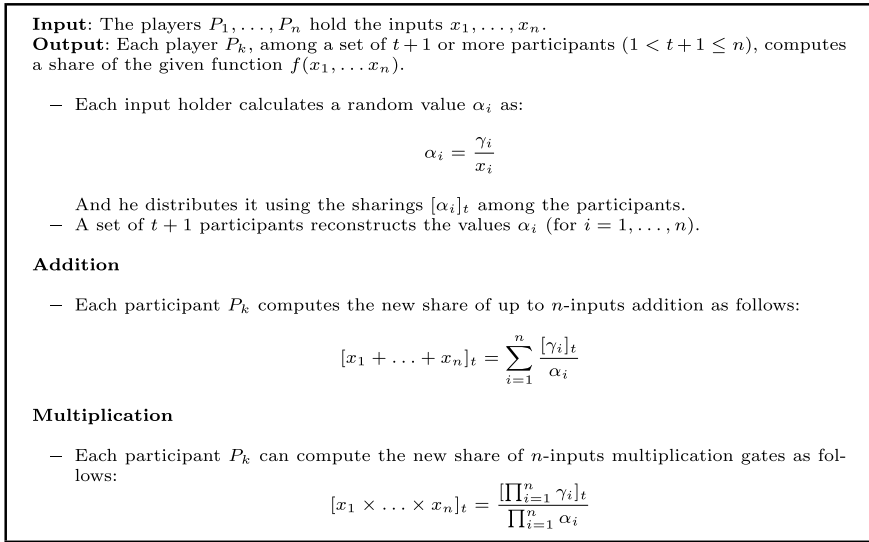 Input: The players P₁, . . . , Pₙ hold the inputs x₁, . . . , xₙ.
Output: Each player Pₖ, among a set of t + 1 or more participants (1 < t + 1 ≤ n), computes
a share of the given function f(x₁, . . . xₙ).
– Each input holder calculates a random value αᵢ as:
αᵢ = γᵢ / xᵢ
And he distributes it using the sharings [αᵢ]ₜ among the participants.
– A set of t + 1 participants reconstructs the values αᵢ (for i = 1, . . . , n).
Addition
– Each participant Pₖ computes the new share of up to n-inputs addition as follows:
[x₁ + . . . + xₙ]ₜ = ∑ᵢ₌₁ⁿ [γᵢ]ₜ / αᵢ
Multiplication
– Each participant Pₖ can compute the new share of n-inputs multiplication gates as fol-
lows:
[x₁ × . . . × xₙ]ₜ = [∏ᵢ₌₁ⁿ γᵢ]ₜ / ∏ᵢ₌₁ⁿ αᵢ